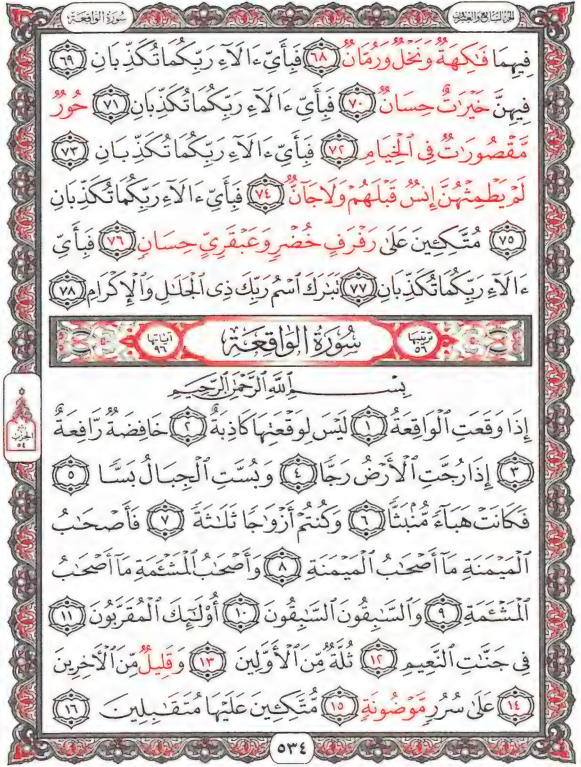 الجزء السابع والعشرون
سُورَةُ الوَاقِعَةِ
فِيهِمَا فَٰكِهَةٌ وَنَخْلٌ وَرُمَّانٌ ٦٨ فَبِأَيِّ ءَالَآءِ رَبِّكُمَا تُكَذِّبَانِ ٦٩
فِيهِنَّ خَيْرَٰتٌ حِسَانٌ ٧٠ فَبِأَيِّ ءَالَآءِ رَبِّكُمَا تُكَذِّبَانِ ٧١ حُورٌ
مَّقْصُورَٰتٌ فِي ٱلْخِيَامِ ٧٢ فَبِأَيِّ ءَالَآءِ رَبِّكُمَا تُكَذِّبَانِ ٧٣
لَمْ يَطْمِثْهُنَّ إِنسٌ قَبْلَهُمْ وَلَا جَآنٌّ ٧٤ فَبِأَيِّ ءَالَآءِ رَبِّكُمَا تُكَذِّبَانِ
٧٥ مُتَّكِـِٔينَ عَلَىٰ رَفْرَفٍ خُضْرٍ وَعَبْقَرِيٍّ حِسَانٍ ٧٦ فَبِأَيِّ
ءَالَآءِ رَبِّكُمَا تُكَذِّبَانِ ٧٧ تَبَٰرَكَ ٱسْمُ رَبِّكَ ذِي ٱلْجَلَٰلِ وَٱلْإِكْرَامِ ٧٨
ترتيبها ٥٦ سُورَةُ الوَاقِعَةِ آياتها ٩٦
بِسْمِ ٱللَّهِ ٱلرَّحْمَٰنِ ٱلرَّحِيمِ
إِذَا وَقَعَتِ ٱلْوَاقِعَةُ ١ لَيْسَ لِوَقْعَتِهَا كَاذِبَةٌ ٢ خَافِضَةٌ رَّافِعَةٌ
٣ إِذَا رُجَّتِ ٱلْأَرْضُ رَجًّا ٤ وَبُسَّتِ ٱلْجِبَالُ بَسًّا ٥
فَكَانَتْ هَبَآءً مُّنۢبَثًّا ٦ وَكُنتُمْ أَزْوَٰجًا ثَلَٰثَةً ٧ فَأَصْحَٰبُ
ٱلْمَيْمَنَةِ مَآ أَصْحَٰبُ ٱلْمَيْمَنَةِ ٨ وَأَصْحَٰبُ ٱلْمَشْـَٔمَةِ مَآ أَصْحَٰبُ
ٱلْمَشْـَٔمَةِ ٩ وَٱلسَّٰبِقُونَ ٱلسَّٰبِقُونَ ١٠ أُو۟لَٰٓئِكَ ٱلْمُقَرَّبُونَ ١١
فِي جَنَّٰتِ ٱلنَّعِيمِ ١٢ ثُلَّةٌ مِّنَ ٱلْأَوَّلِينَ ١٣ وَقَلِيلٌ مِّنَ ٱلْءَاخِرِينَ
١٤ عَلَىٰ سُرُرٍ مَّوْضُونَةٍ ١٥ مُّتَّكِـِٔينَ عَلَيْهَا مُتَقَٰبِلِينَ ١٦
الحزب
٥٤
٥٣٤